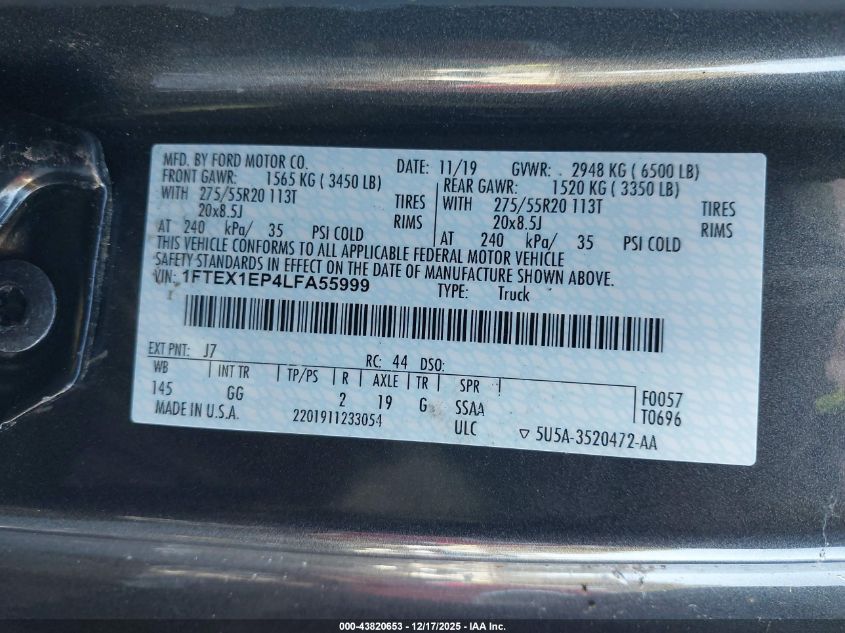 MFD. BY FORD MOTOR CO. DATE: 11/19 GVWR: 2948 KG ( 6500 LB)
FRONT GAWR: 1565 KG ( 3450 LB) REAR GAWR: 1520 KG ( 3350 LB)
WITH 275/55R20 113T TIRES WITH 275/55R20 113T TIRES
20x8.5J RIMS 20x8.5J RIMS
AT 240 kPa/ 35 PSI COLD AT 240 kPa/ 35 PSI COLD
THIS VEHICLE CONFORMS TO ALL APPLICABLE FEDERAL MOTOR VEHICLE
SAFETY STANDARDS IN EFFECT ON THE DATE OF MANUFACTURE SHOWN ABOVE.
VIN: 1FTEX1EP4LFA55999 TYPE: Truck
EXT PNT: J7 RC: 44 DSO:
WB INT TR TP/PS R AXLE TR SPR F0057
145 GG 2 19 G SSAA T0696
MADE IN U.S.A. 2201911233054 ULC ▽ 5U5A-3520472-AA
000-43820653 - 12/17/2025 - IAA Inc.